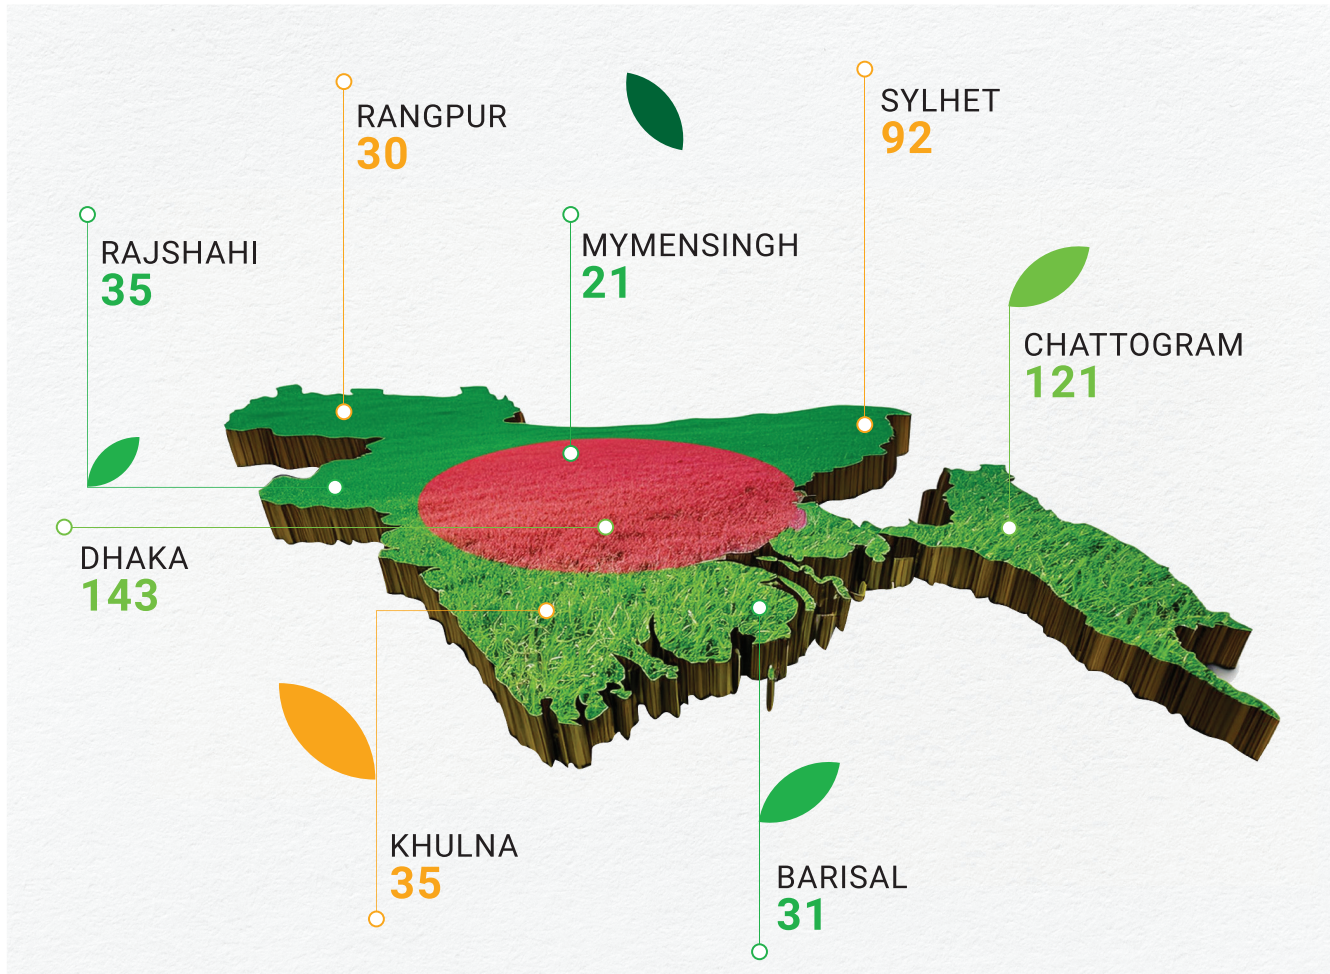 RANGPUR
30
SYLHET
92
RAJSHAHI
35
MYMENSINGH
21
CHATTOGRAM
121
DHAKA
143
KHULNA
35
BARISAL
31